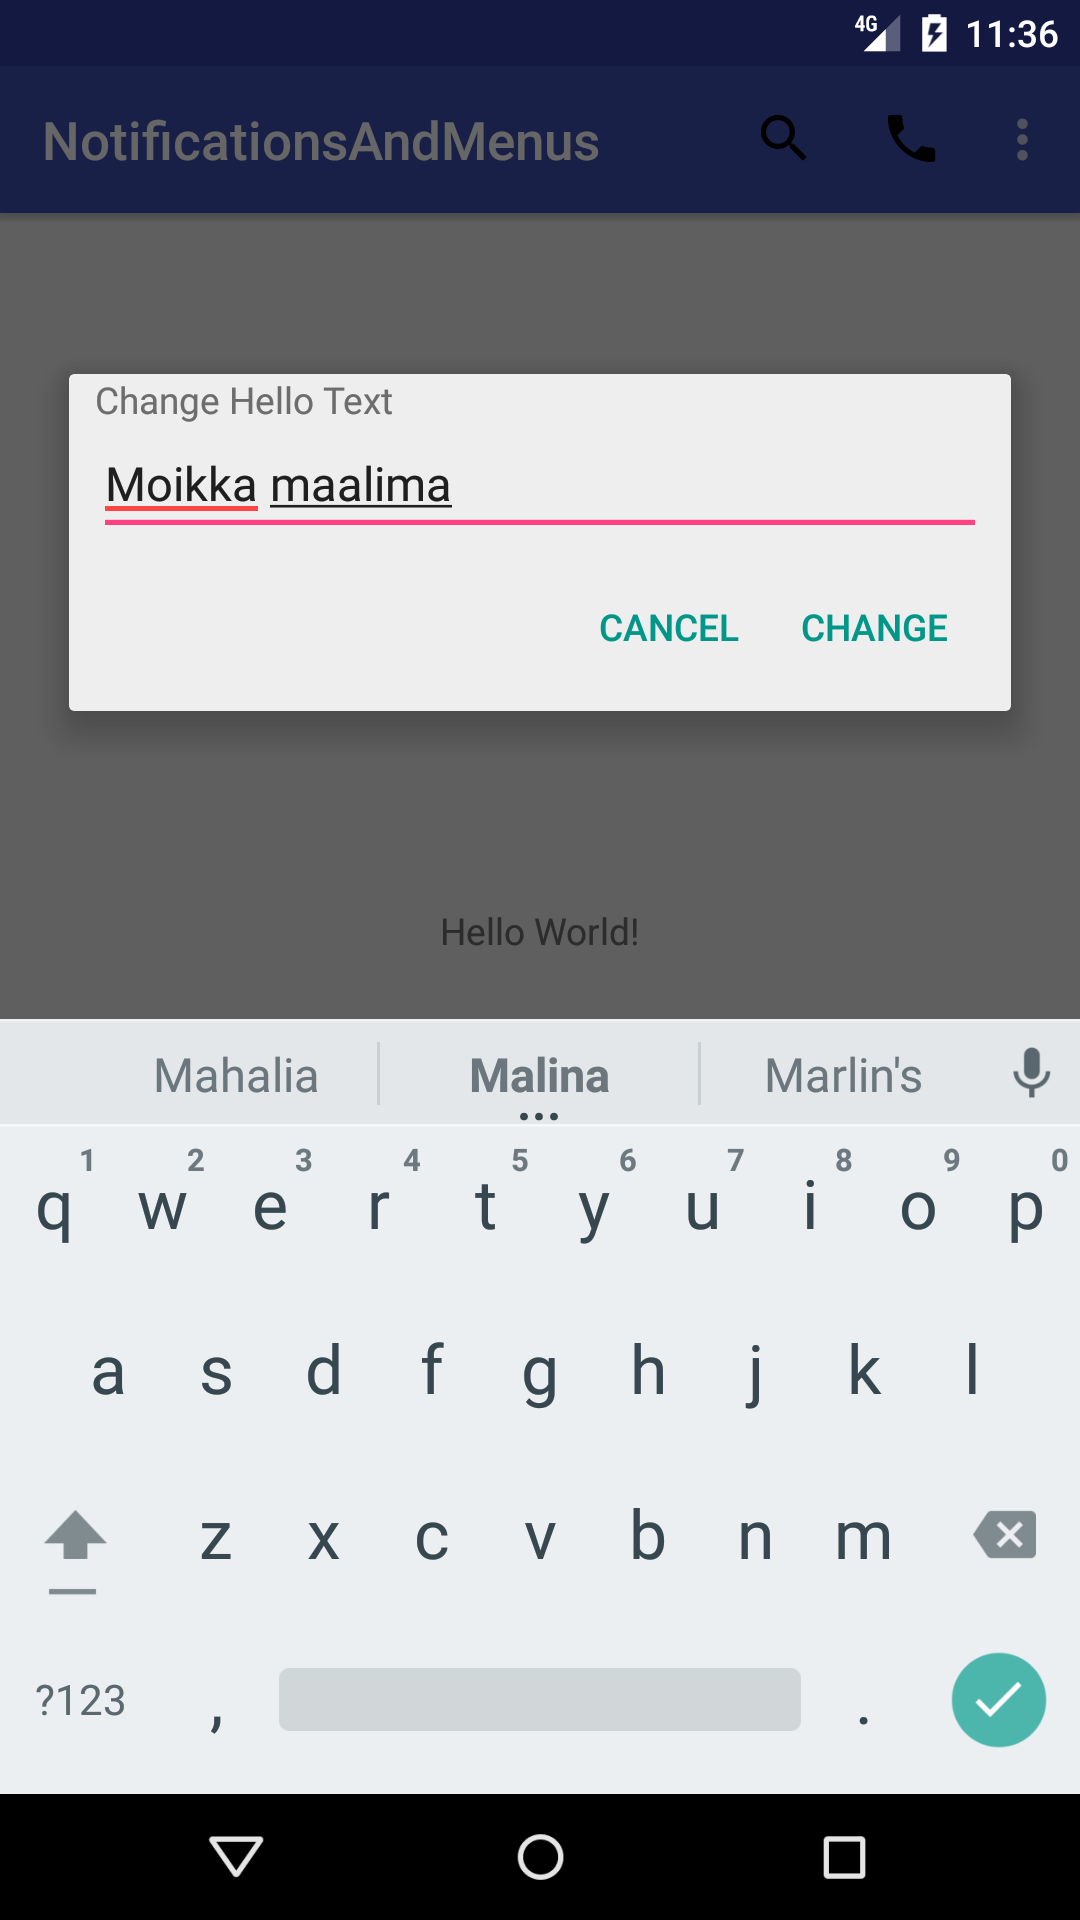 4G 11:36
NotificationsAndMenus
Change Hello Text
Moikka maalima
CANCEL CHANGE
Hello World!
Mahalia Malina Marlin's
1 2 3 4 5 6 7 8 9 0
q w e r t y u i o p
a s d f g h j k l
z x c v b n m
?123 , .